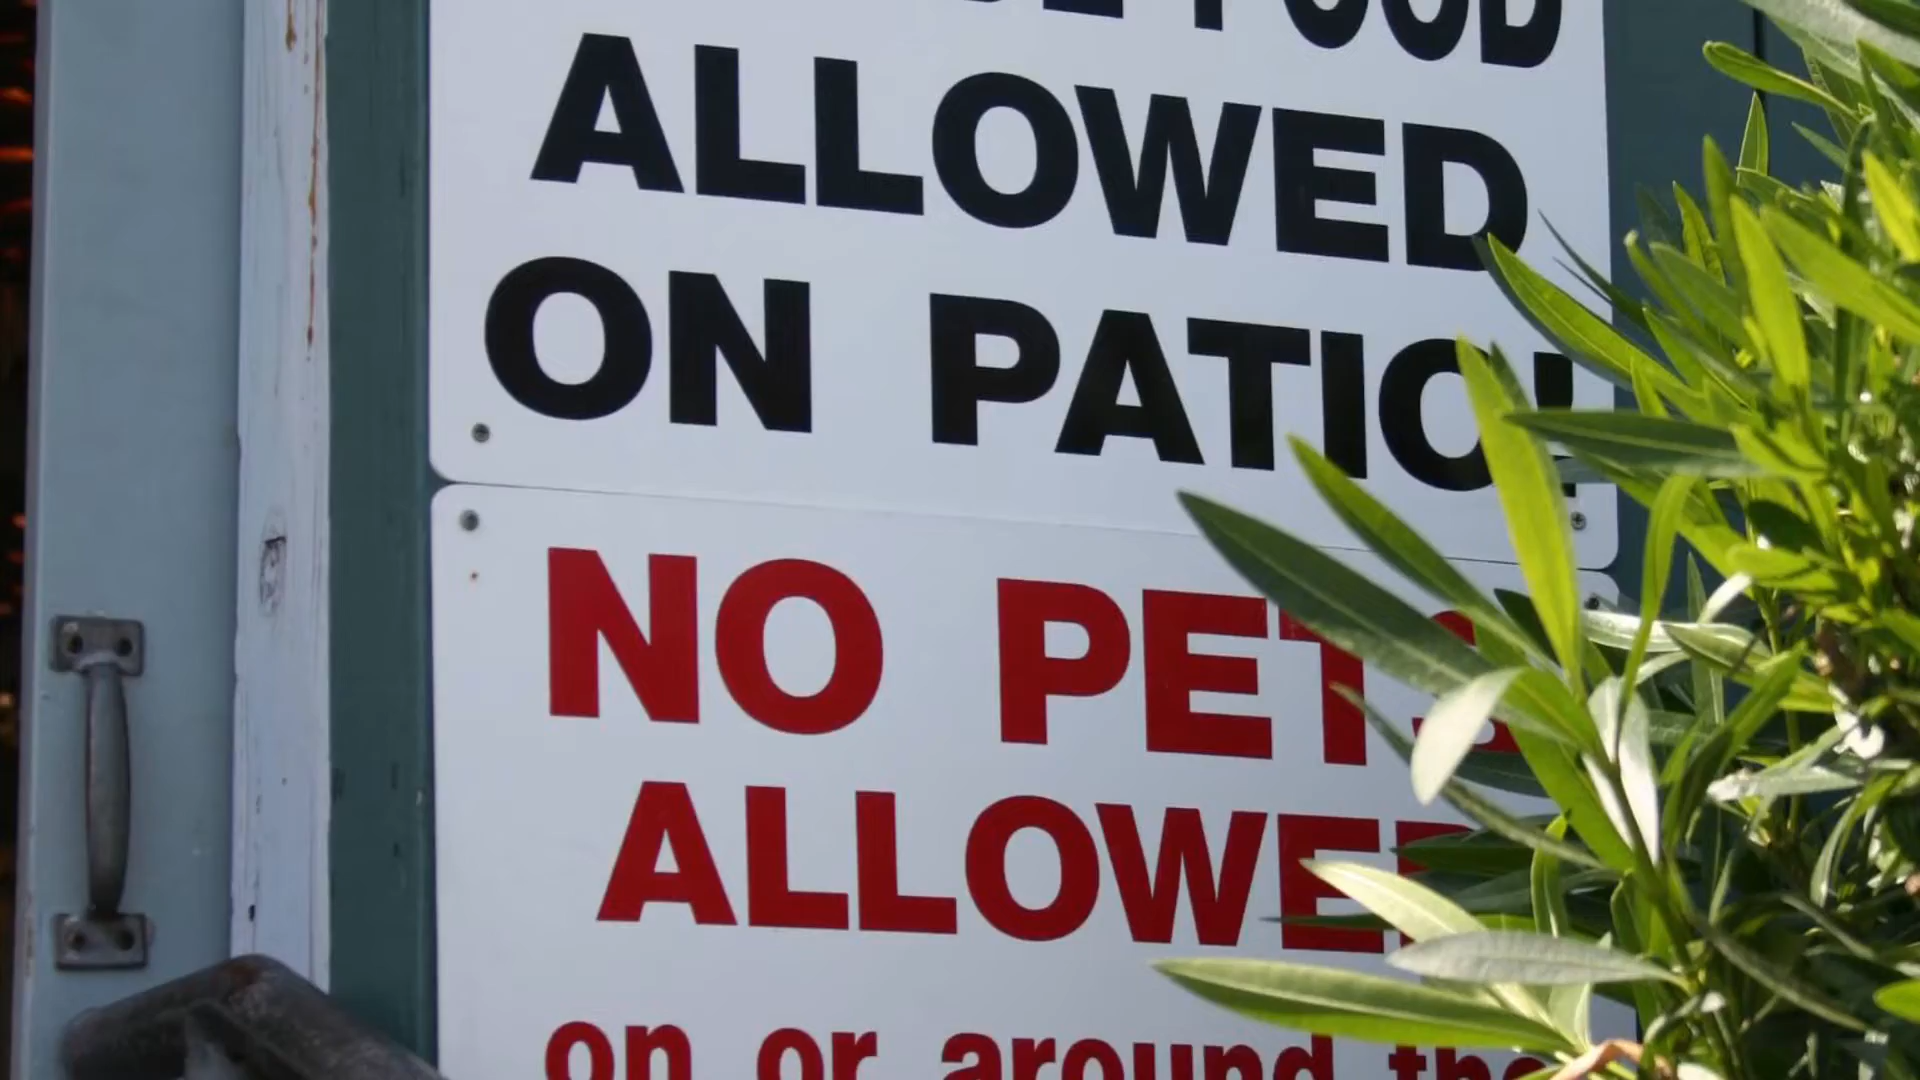 FOOD
ALLOWED
ON PATIO!
NO PETS
ALLOWED
on or around the